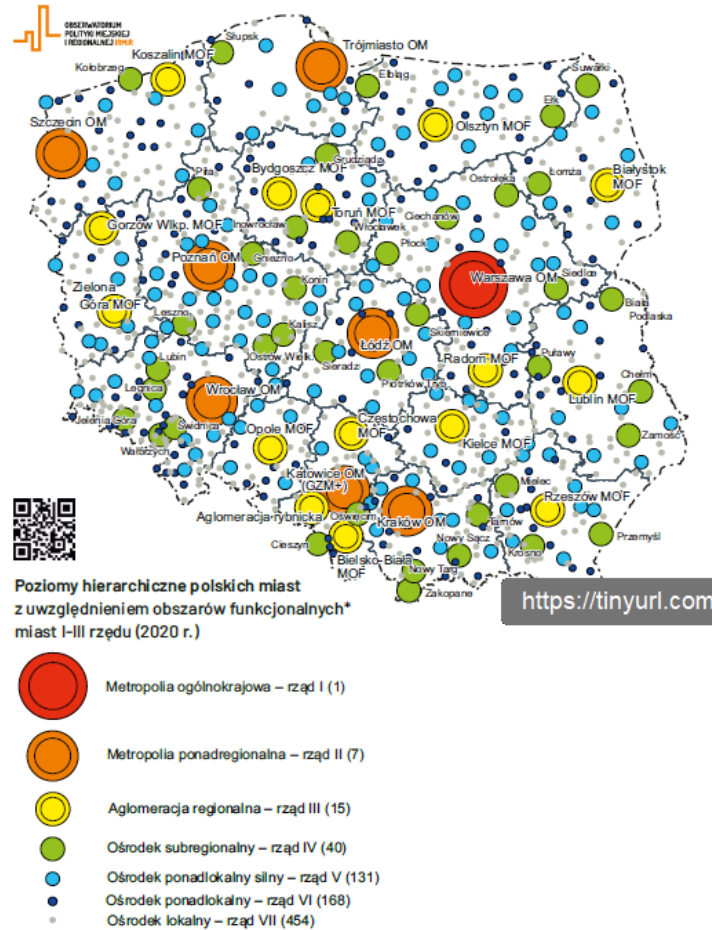 OBSERWATORIUM
POLITYKI MIEJSKIEJ
I REGIONALNEJ IRMiR
Słupsk
Trójmiasto OM
Koszalin MOF
Kołobrzeg
Elbląg
Suwałki
Ełk
Szczecin OM
Olsztyn MOF
Grudziądz
Piła
Bydgoszcz MOF
Ostrołęka
Łomża
Białystok
MOF
Toruń MOF
Gorzów Wlkp. MOF
Inowrocław
Włocławek
Ciechanów
Poznań OM
Gniezno
Płock
Warszawa OM
Siedlce
Zielona
Góra MOF
Konin
Biała
Podlaska
Leszno
Kalisz
Skierniewice
Łódź OM
Ostrów Wielk.
Sieradz
Radom MOF
Puławy
Lubin
Piotrków Tryb.
Chełm
Legnica
Wrocław OM
Lublin MOF
Jelenia Góra
Świdnica
Opole MOF
Częstochowa
MOF
Kielce MOF
Zamość
Wałbrzych
Katowice OM
(GZM+)
Mielec
Rzeszów MOF
Aglomeracja rybnicka
Oświęcim
Kraków OM
Tarnów
Przemyśl
Cieszyn
Nowy Sącz
Krosno
Bielsko-Biała
MOF
Nowy Targ
Zakopane
https://tinyurl.com
Poziomy hierarchiczne polskich miast
z uwzględnieniem obszarów funkcjonalnych*
miast I-III rzędu (2020 r.)
Metropolia ogólnokrajowa – rząd I (1)
Metropolia ponadregionalna – rząd II (7)
Aglomeracja regionalna – rząd III (15)
Ośrodek subregionalny – rząd IV (40)
Ośrodek ponadlokalny silny – rząd V (131)
Ośrodek ponadlokalny – rząd VI (168)
Ośrodek lokalny – rząd VII (454)